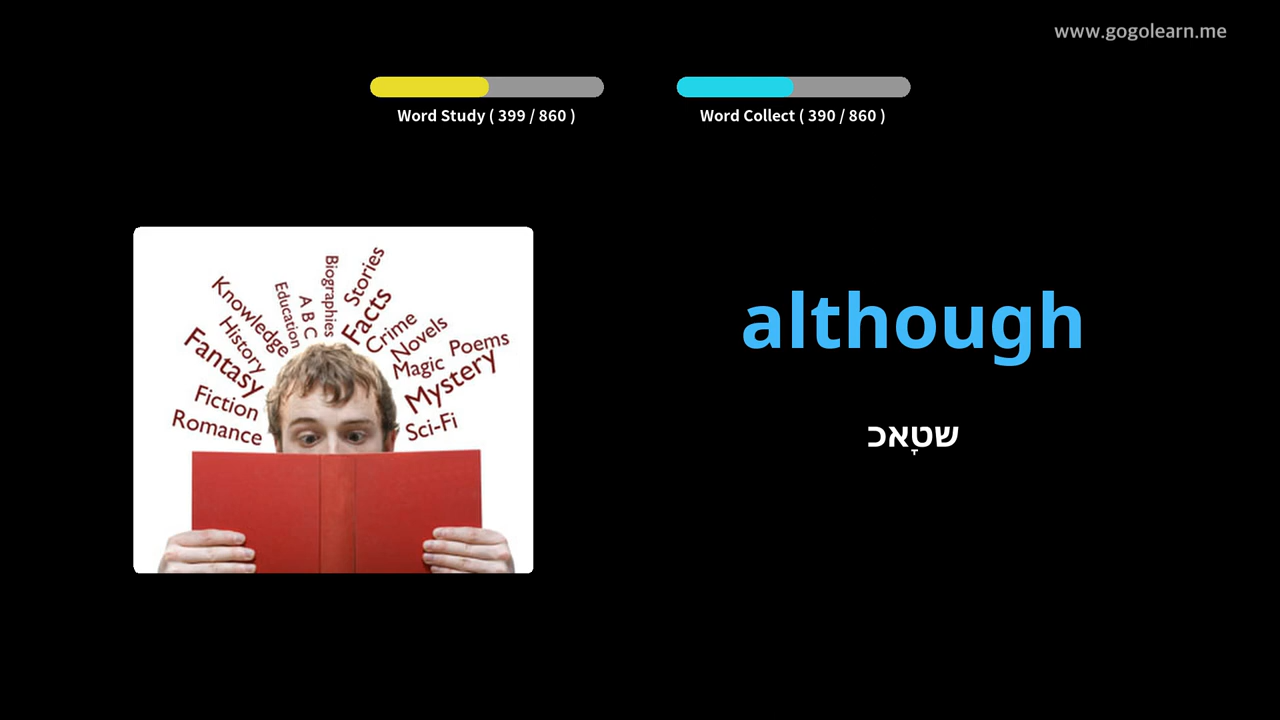 www.gogolearn.me
Word Study ( 399 / 860 )
Word Collect ( 390 / 860 )
Knowledge
History
Fantasy
Fiction
Romance
Education
A B C
Biographies
Stories
Facts
Crime
Novels
Magic
Poems
Mystery
Sci-Fi
although
שטָאכ